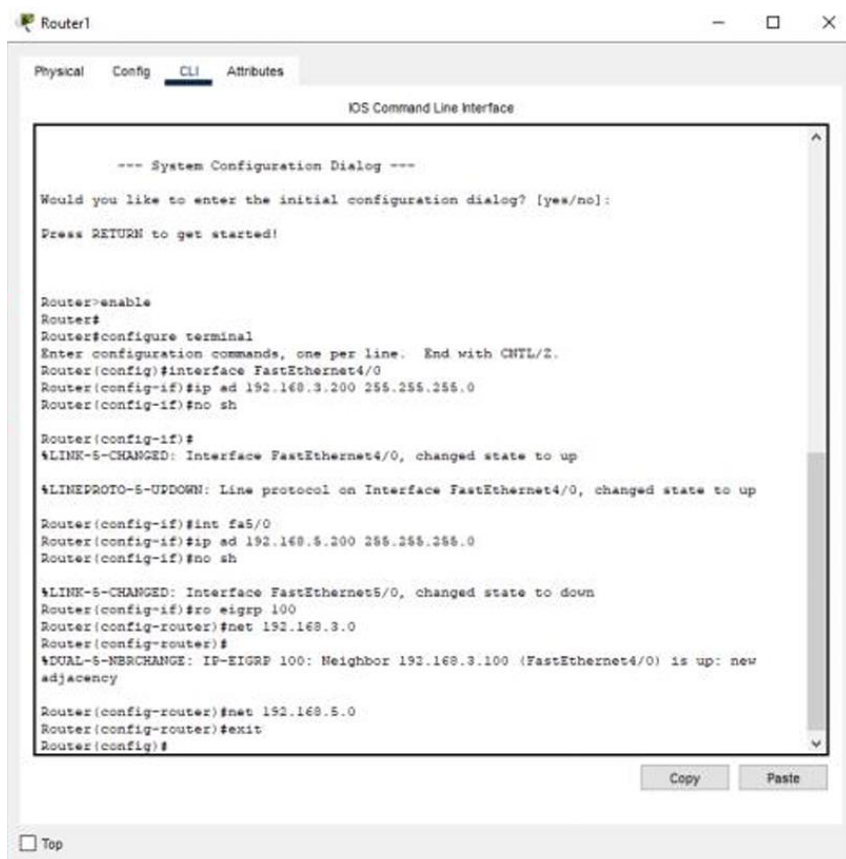 Router1
Physical Config CLI Attributes
IOS Command Line Interface
--- System Configuration Dialog ---
Would you like to enter the initial configuration dialog? [yes/no]:
Press RETURN to get started!
Router>enable
Router#
Router#configure terminal
Enter configuration commands, one per line.  End with CNTL/Z.
Router(config)#interface FastEthernet4/0
Router(config-if)#ip ad 192.168.3.200 255.255.255.0
Router(config-if)#no sh
Router(config-if)#
%LINK-5-CHANGED: Interface FastEthernet4/0, changed state to up
%LINEPROTO-5-UPDOWN: Line protocol on Interface FastEthernet4/0, changed state to up
Router(config-if)#int fa5/0
Router(config-if)#ip ad 192.168.5.200 255.255.255.0
Router(config-if)#no sh
%LINK-5-CHANGED: Interface FastEthernet5/0, changed state to down
Router(config-if)#ro eigrp 100
Router(config-router)#net 192.168.3.0
Router(config-router)#
%DUAL-5-NBRCHANGE: IP-EIGRP 100: Neighbor 192.168.3.100 (FastEthernet4/0) is up: new
adjacency
Router(config-router)#net 192.168.5.0
Router(config-router)#exit
Router(config)#
Copy Paste
Top